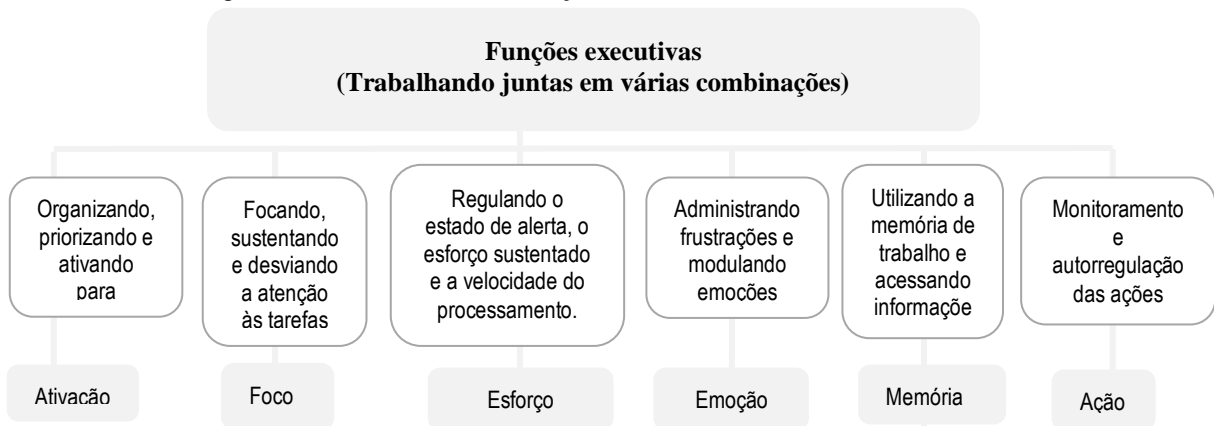 Funções executivas
(Trabalhando juntas em várias combinações)
Organizando,
priorizando e
ativando
para
Focando,
sustentando
e desviando
a atenção
às tarefas
Regulando o
estado de alerta, o
esforço sustentado
e a velocidade do
processamento.
Administrando
frustrações e
modulando
emoções
Utilizando a
memória de
trabalho e
acessando
informaçõe
Monitoramento
e
autorregulação
das ações
Ativação
Foco
Esforço
Emoção
Memória
Ação